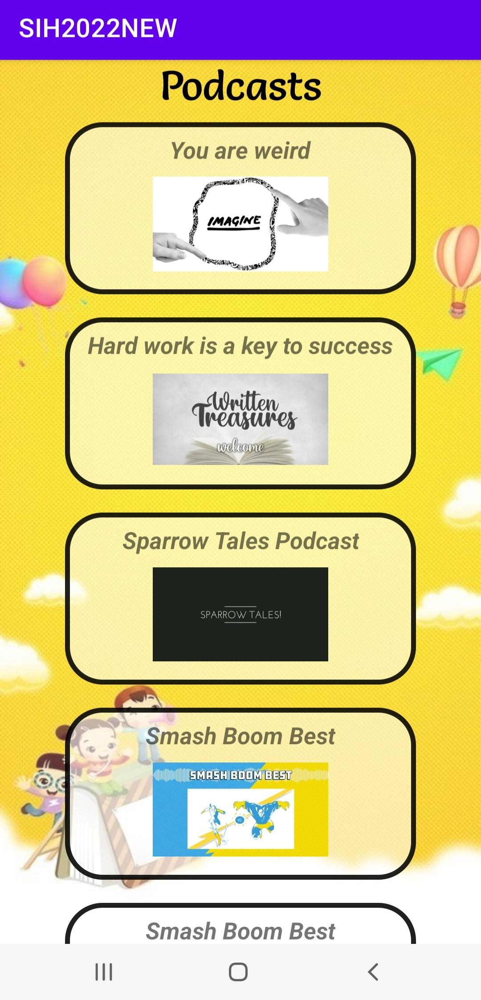 SIH2022NEW
Podcasts
You are weird
IMAGINE
Hard work is a key to success
Written
Treasures
welcome
Sparrow Tales Podcast
SPARROW TALES!
Smash Boom Best
SMASH BOOM BEST
VS
Smash Boom Best